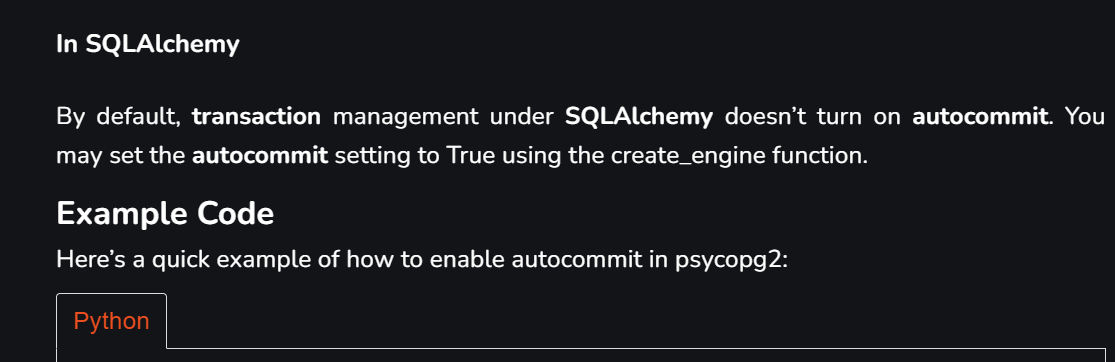 In SQLAlchemy
By default, transaction management under SQLAlchemy doesn’t turn on autocommit. You
may set the autocommit setting to True using the create_engine function.
Example Code
Here’s a quick example of how to enable autocommit in psycopg2:
Python